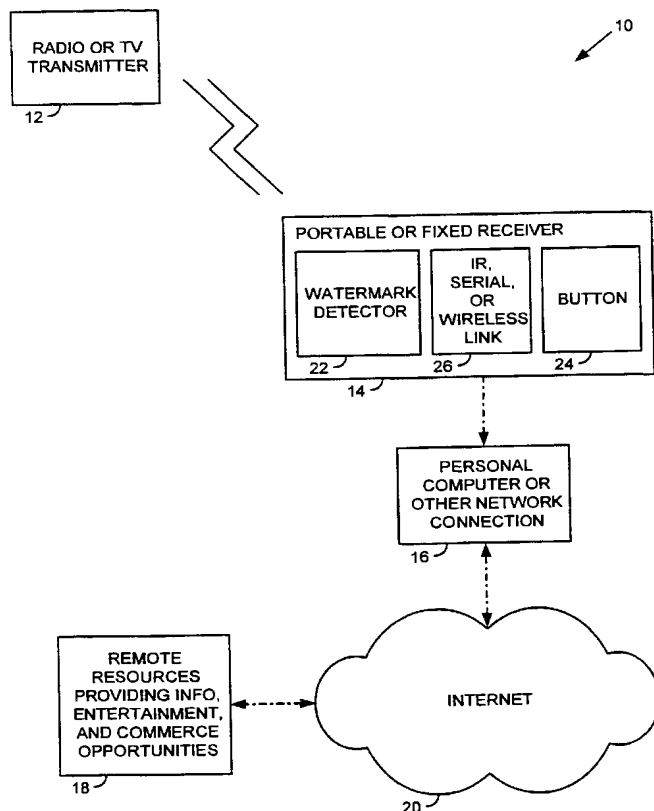 RADIO OR TV
TRANSMITTER
12
10
PORTABLE OR FIXED RECEIVER
WATERMARK
DETECTOR
22
IR,
SERIAL,
OR
WIRELESS
LINK
26
BUTTON
24
14
PERSONAL
COMPUTER OR
OTHER NETWORK
CONNECTION
16
REMOTE
RESOURCES
PROVIDING INFO,
ENTERTAINMENT,
AND COMMERCE
OPPORTUNITIES
18
INTERNET
20